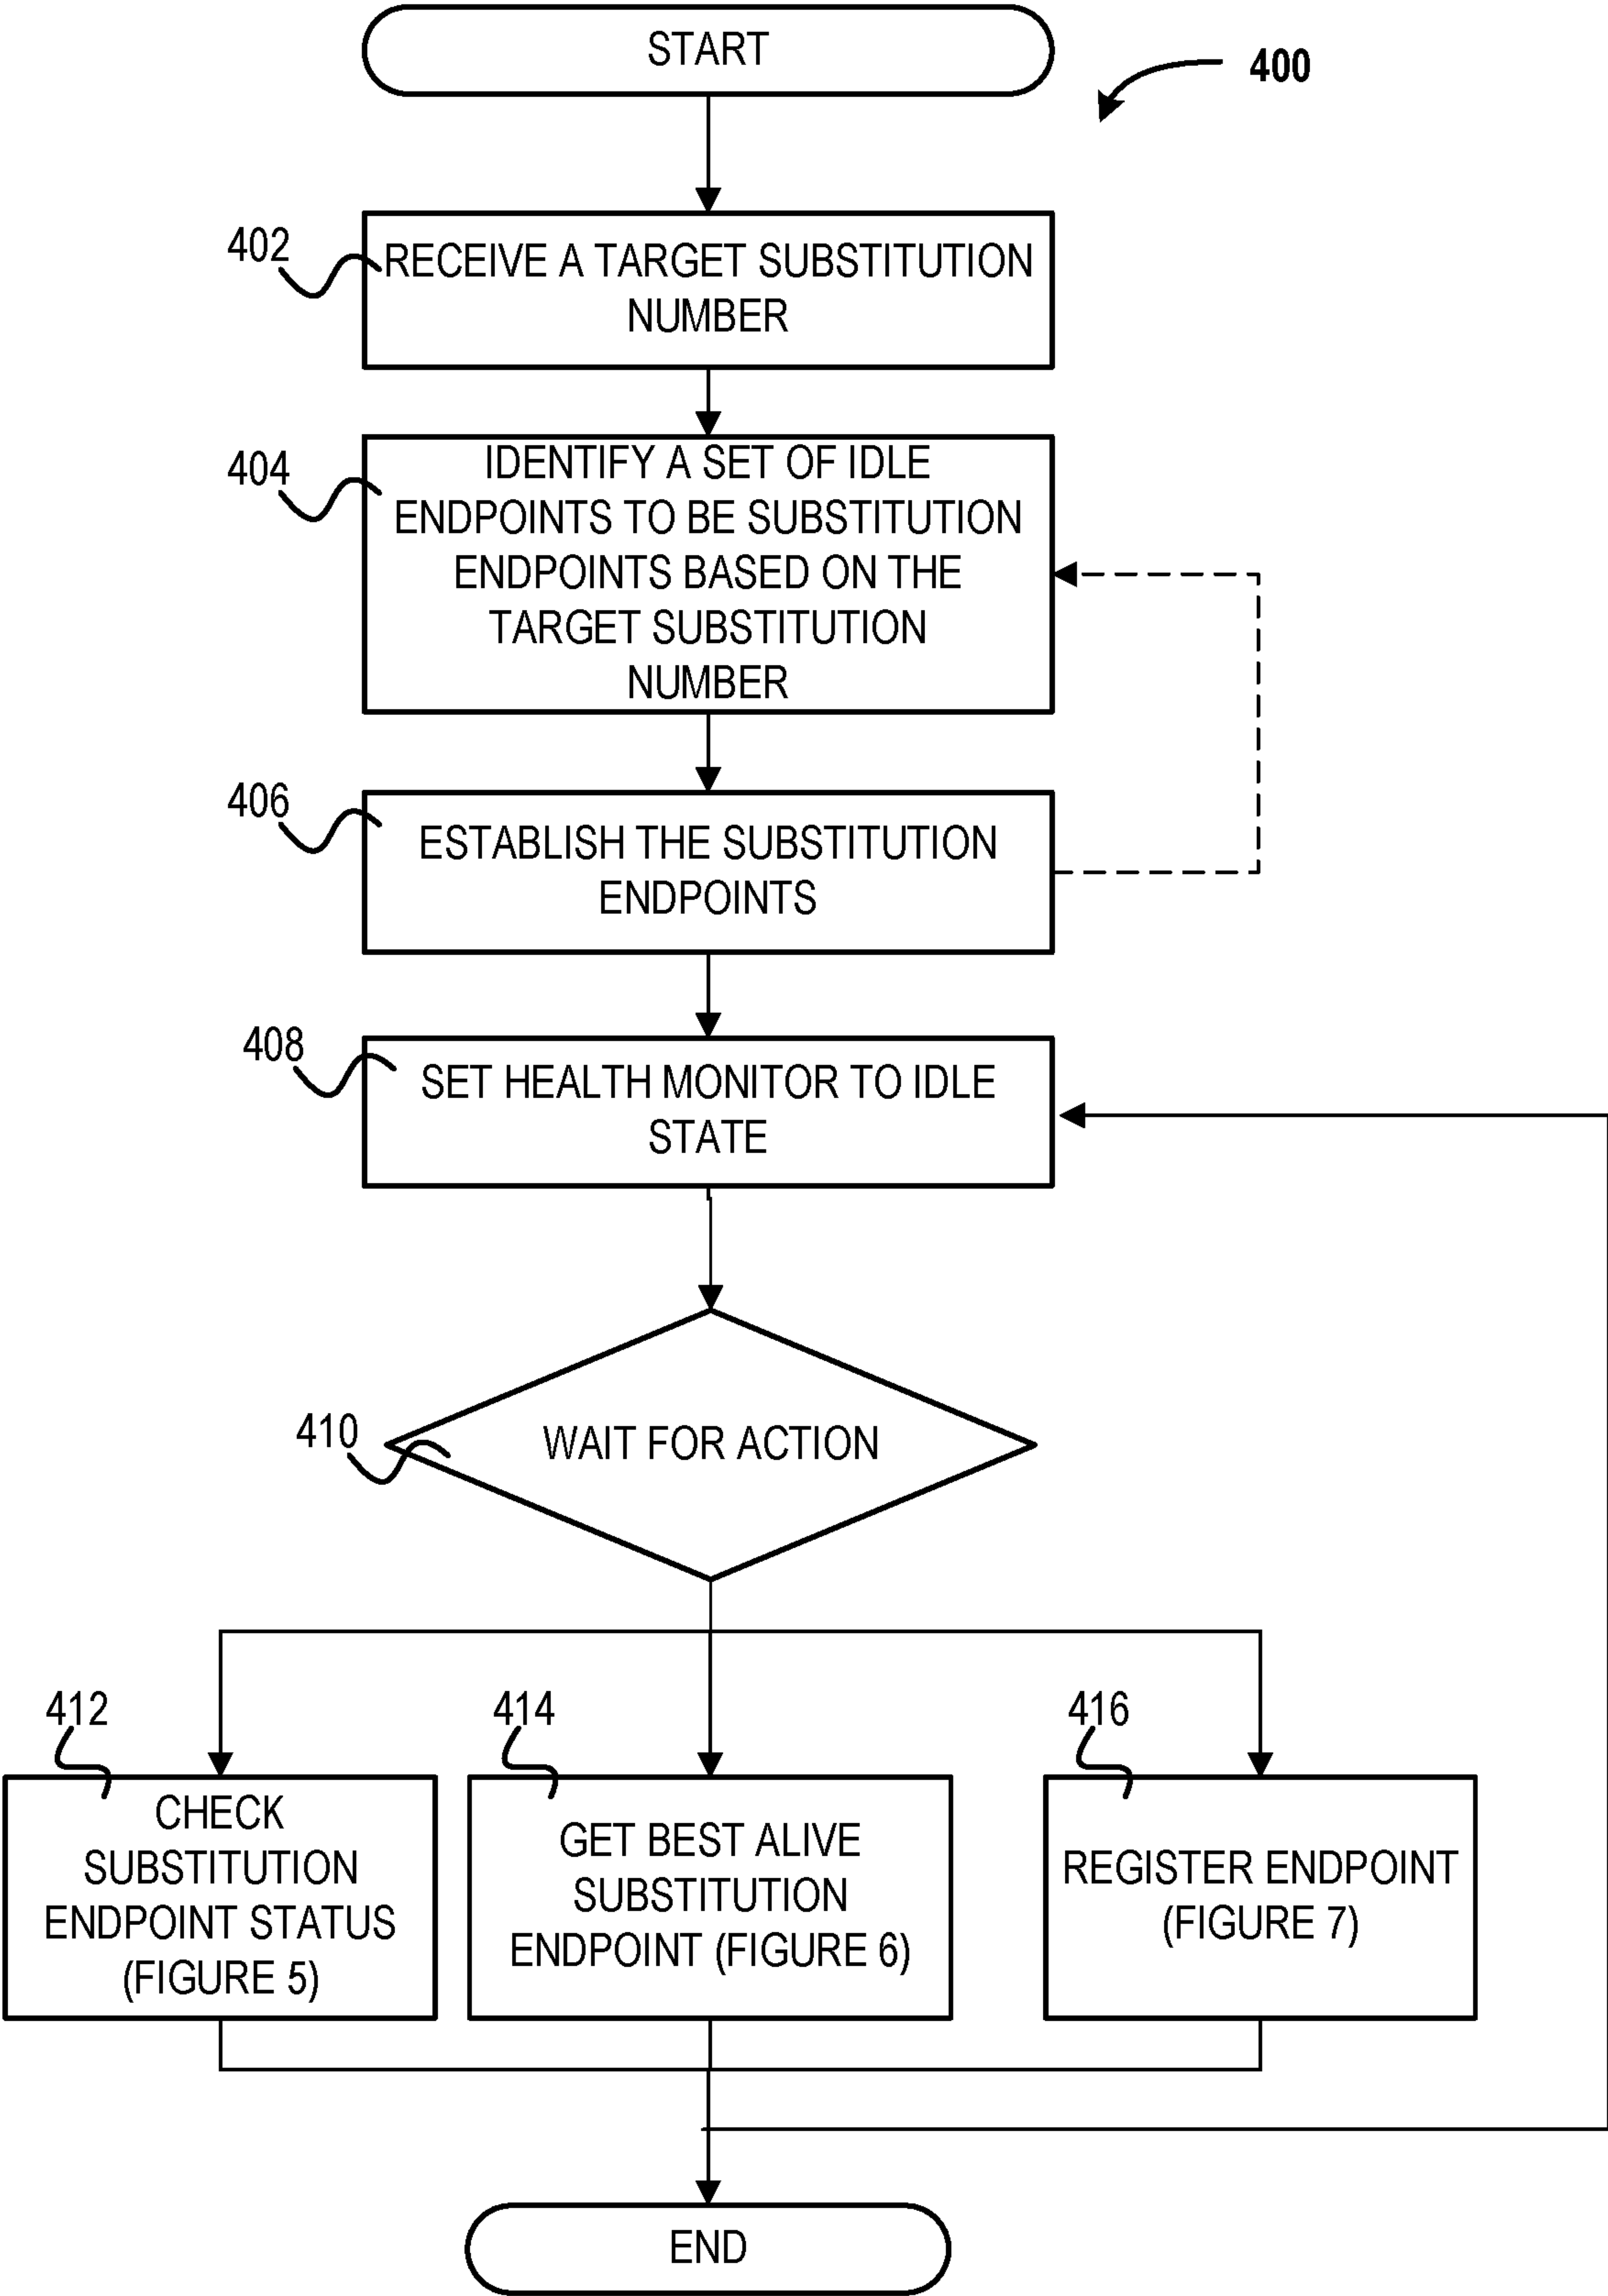 START
400
402
RECEIVE A TARGET SUBSTITUTION
NUMBER
404
IDENTIFY A SET OF IDLE
ENDPOINTS TO BE SUBSTITUTION
ENDPOINTS BASED ON THE
TARGET SUBSTITUTION
NUMBER
406
ESTABLISH THE SUBSTITUTION
ENDPOINTS
408
SET HEALTH MONITOR TO IDLE
STATE
410
WAIT FOR ACTION
412
CHECK
SUBSTITUTION
ENDPOINT STATUS
(FIGURE 5)
414
GET BEST ALIVE
SUBSTITUTION
ENDPOINT (FIGURE 6)
416
REGISTER ENDPOINT
(FIGURE 7)
END